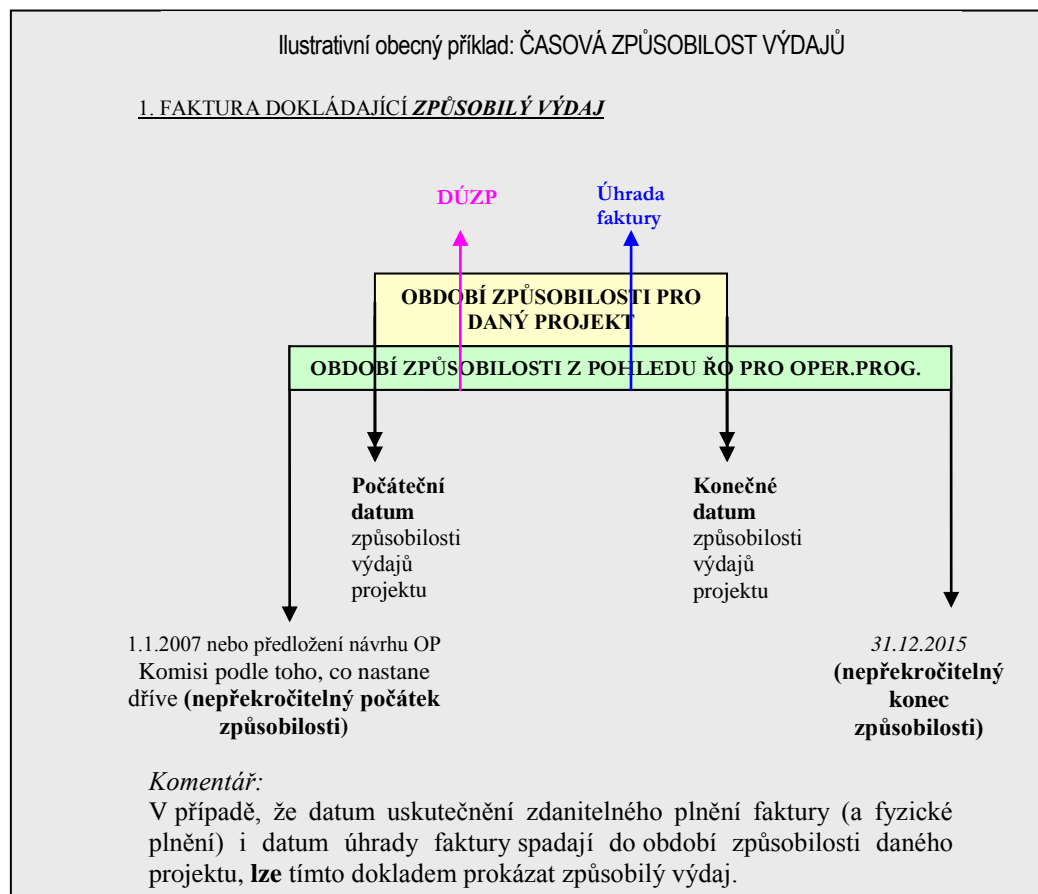 Ilustrativní obecný příklad: ČASOVÁ ZPŮSOBILOST VÝDAJŮ
1. FAKTURA DOKLÁDAJÍCÍ ZPŮSOBILÝ VÝDAJ
DÚZP
Úhrada
faktury
OBDOBÍ ZPŮSOBILOSTI PRO
DANÝ PROJEKT
OBDOBÍ ZPŮSOBILOSTI Z POHLEDU ŘO PRO OPER.PROG.
Počáteční
datum
způsobilosti
výdajů
projektu
Konečné
datum
způsobilosti
výdajů
projektu
1.1.2007 nebo předložení návrhu OP
Komisi podle toho, co nastane
dříve (nepřekročitelný počátek
způsobilosti)
31.12.2015
(nepřekročitelný
konec
způsobilosti)
Komentář:
V případě, že datum uskutečnění zdanitelného plnění faktury (a fyzické
plnění) i datum úhrady faktury spadají do období způsobilosti daného
projektu, lze tímto dokladem prokázat způsobilý výdaj.